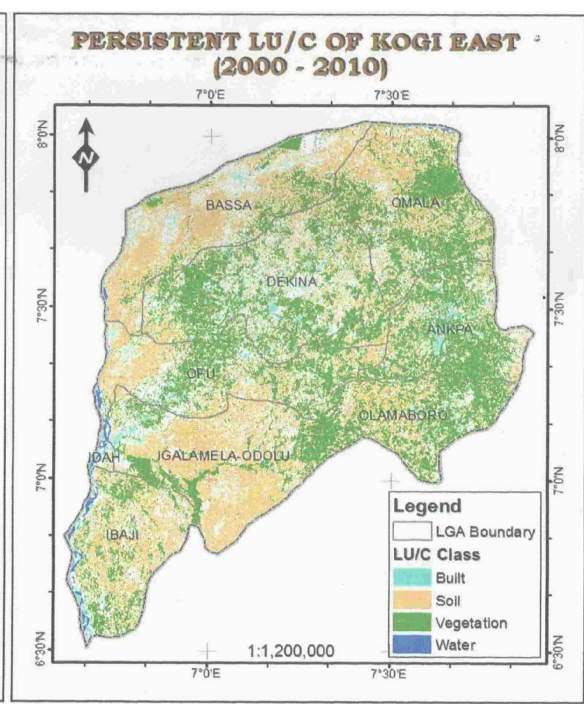 PERSISTENT LU/C OF KOGI EAST
(2000 - 2010)
7°0'E
7°30'E
8°0'N
8°0'N
N
BASSA
OMALA
DEKINA
7°30'N
7°30'N
ANKPA
OFU
OLAMABORO
IDAH
IGALAMELA-ODOLU
7°0'N
7°0'N
IBAJI
Legend
LGA Boundary
LU/C Class
Built
Soil
Vegetation
Water
6°30'N
6°30'N
1:1,200,000
7°0'E
7°30'E